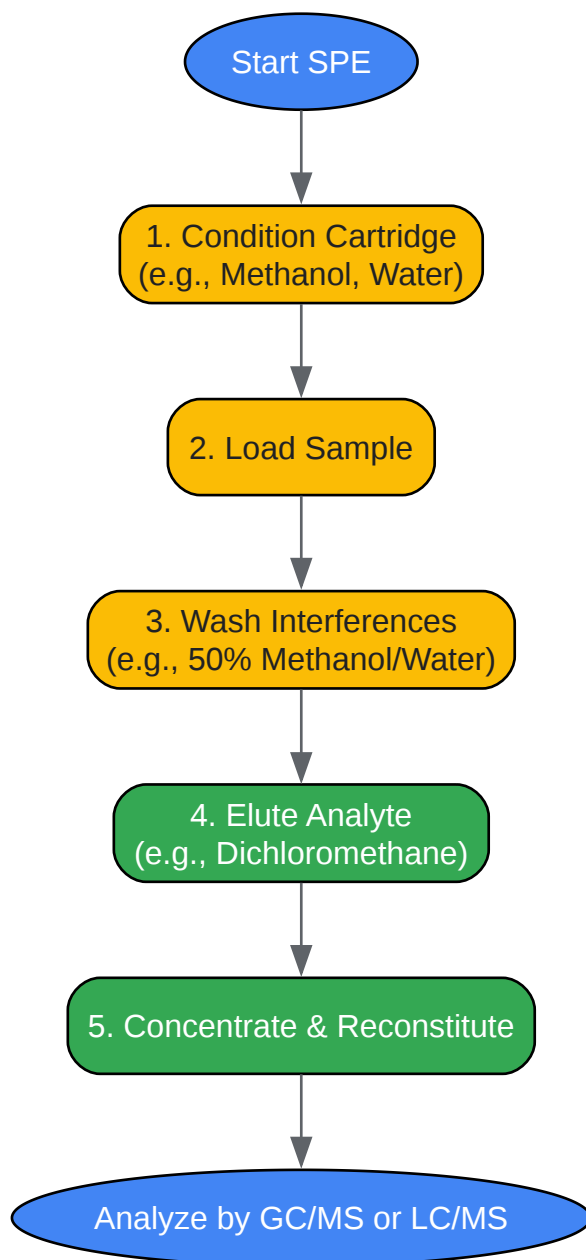 Start SPE
1. Condition Cartridge
(e.g., Methanol, Water)
2. Load Sample
3. Wash Interferences
(e.g., 50% Methanol/Water)
4. Elute Analyte
(e.g., Dichloromethane)
5. Concentrate & Reconstitute
Analyze by GC/MS or LC/MS